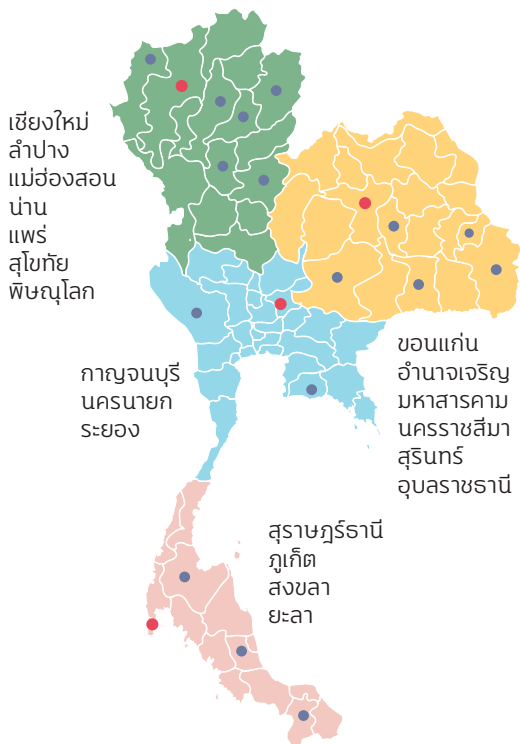 เชียงใหม่
ลำปาง
แม่ฮ่องสอน
น่าน
แพร่
สุโขทัย
พิษณุโลก
กาญจนบุรี
นครนายก
ระยอง
ขอนแก่น
อำนาจเจริญ
มหาสารคาม
นครราชสีมา
สุรินทร์
อุบลราชธานี
สุราษฎร์ธานี
ภูเก็ต
สงขลา
ยะลา